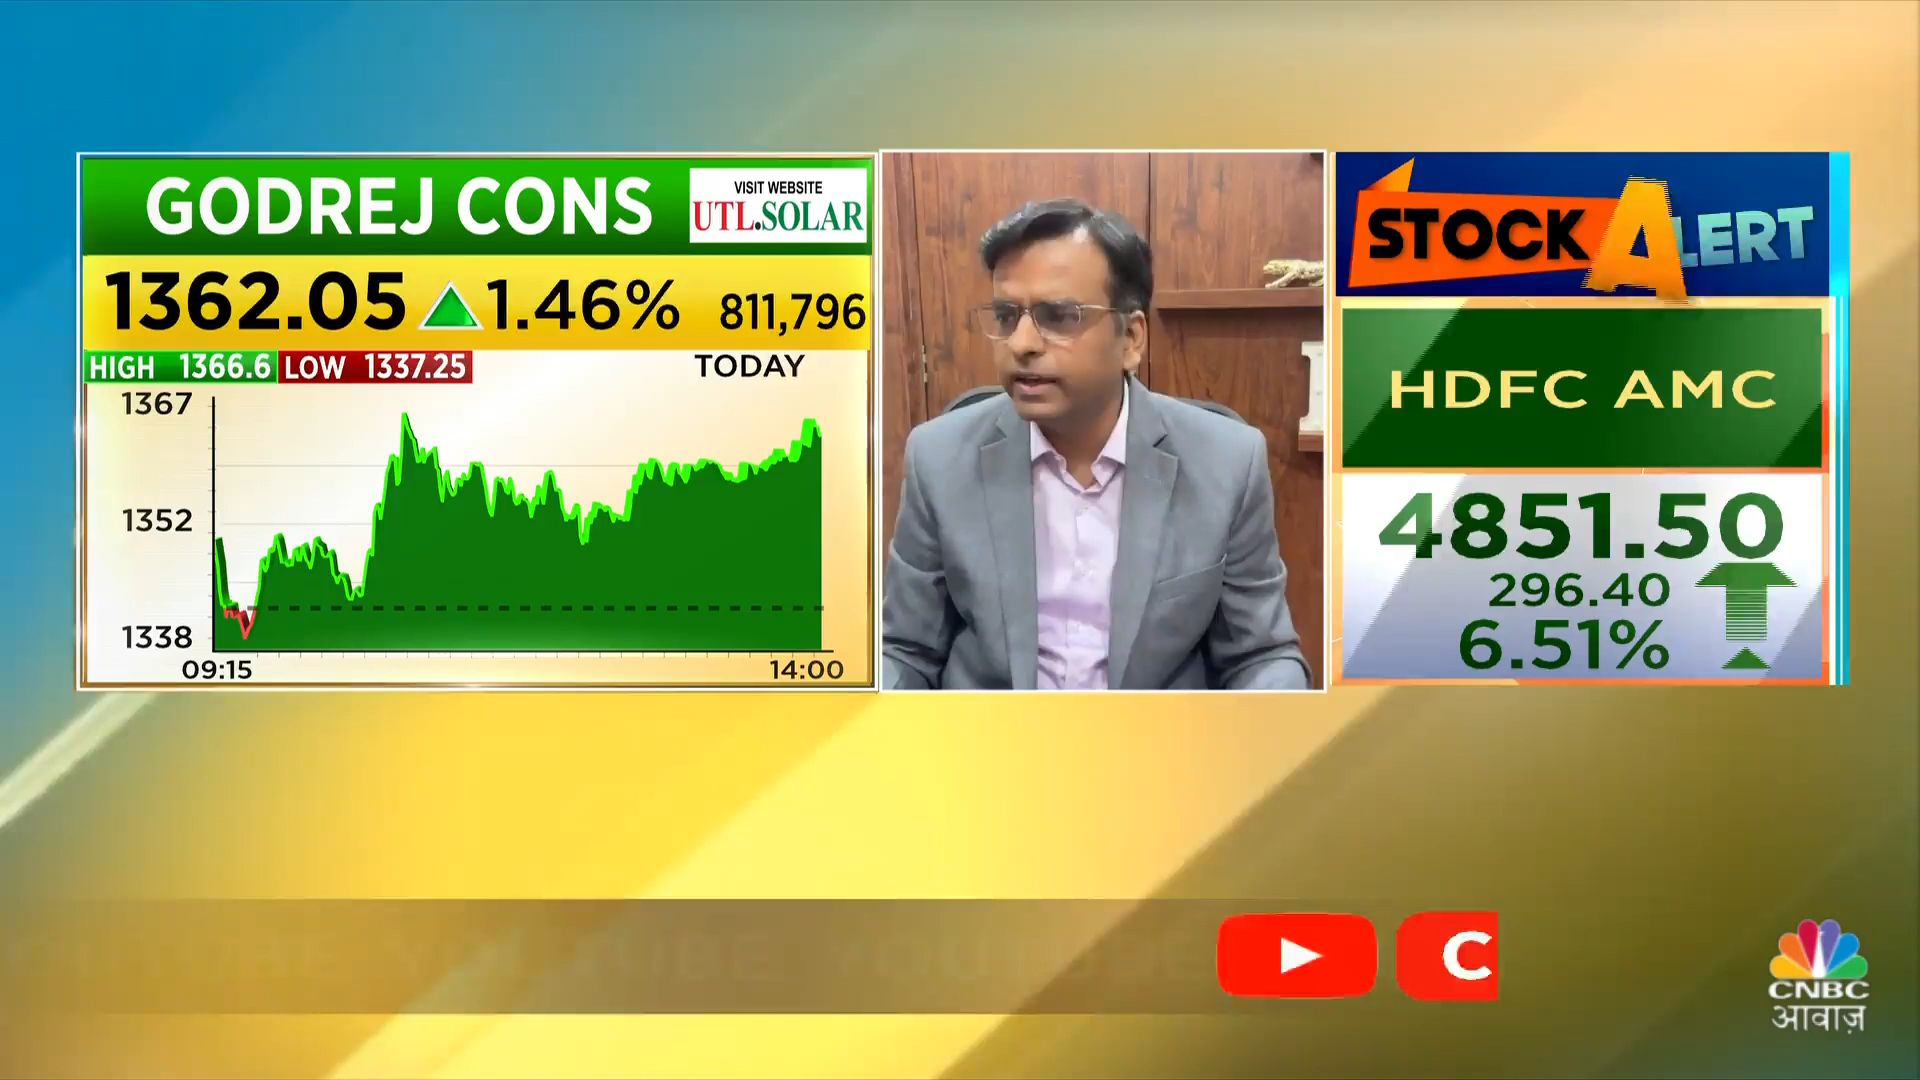 GODREJ CONS
VISIT WEBSITE
UTL.SOLAR
1362.05 1.46% 811,796
HIGH 1366.6 LOW 1337.25 TODAY
1367
1352
1338
09:15 14:00
STOCK ALERT
HDFC AMC
4851.50
296.40
6.51%
C
CNBC
आवाज़